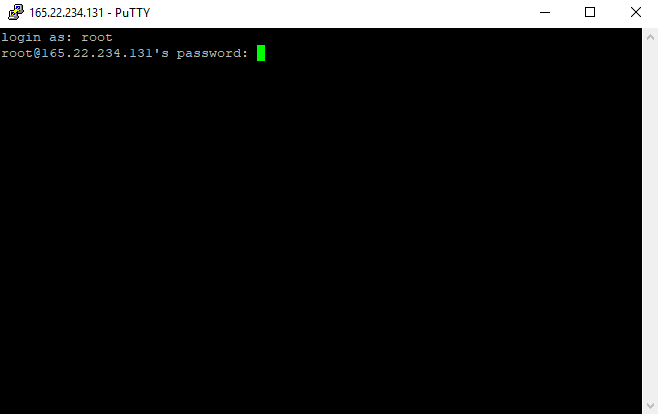 165.22.234.131 - PuTTY
login as: root
root@165.22.234.131's password: